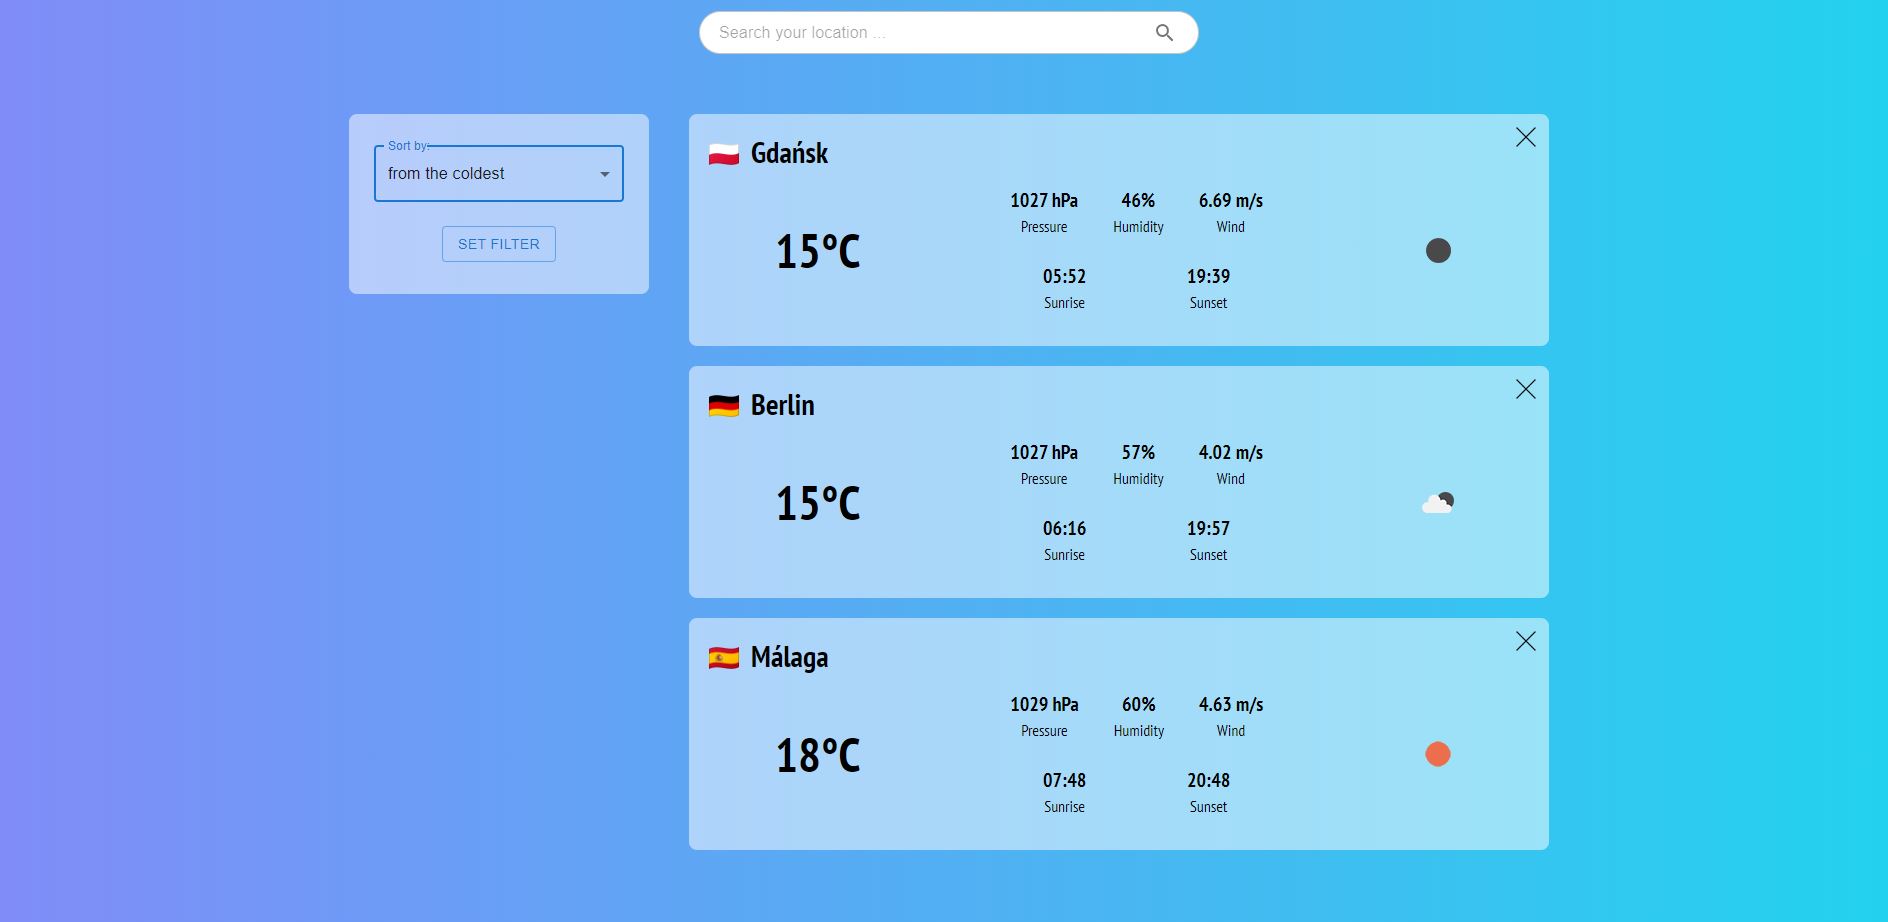 Search your location ...
Sort by:
from the coldest
SET FILTER
Gdańsk
15°C
1027 hPa 46% 6.69 m/s
Pressure Humidity Wind
05:52 19:39
Sunrise Sunset
Berlin
15°C
1027 hPa 57% 4.02 m/s
Pressure Humidity Wind
06:16 19:57
Sunrise Sunset
Málaga
18°C
1029 hPa 60% 4.63 m/s
Pressure Humidity Wind
07:48 20:48
Sunrise Sunset